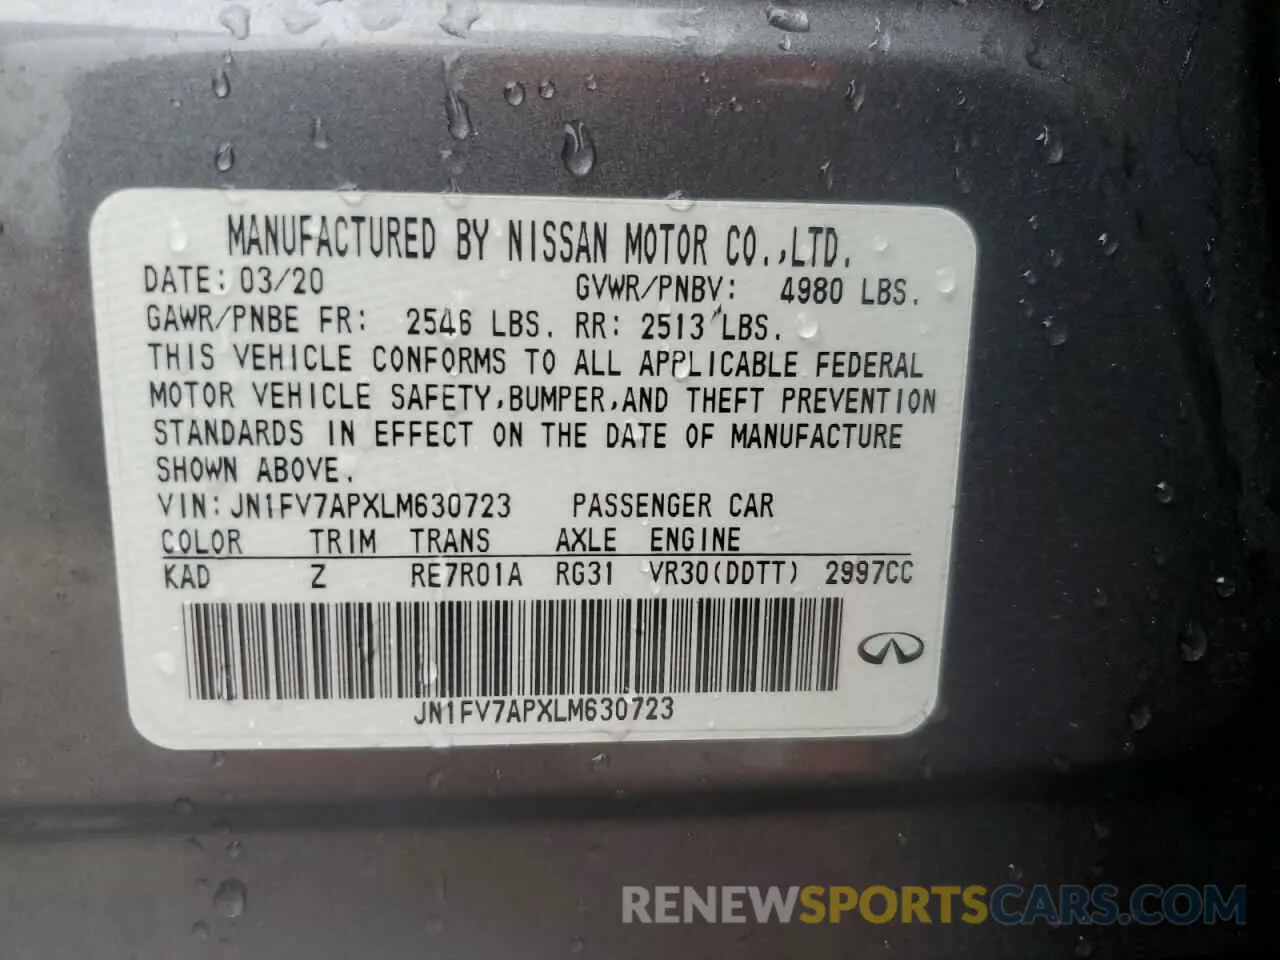 MANUFACTURED BY NISSAN MOTOR CO.,LTD.
DATE: 03/20 GVWR/PNBV: 4980 LBS.
GAWR/PNBE FR: 2546 LBS. RR: 2513 LBS.
THIS VEHICLE CONFORMS TO ALL APPLICABLE FEDERAL
MOTOR VEHICLE SAFETY,BUMPER,AND THEFT PREVENTION
STANDARDS IN EFFECT ON THE DATE OF MANUFACTURE
SHOWN ABOVE.
VIN:JN1FV7APXLM630723 PASSENGER CAR
COLOR TRIM TRANS AXLE ENGINE
KAD Z RE7R01A RG31 VR30(DDTT) 2997CC
JN1FV7APXLM630723
RENEWSPORTSCARS.COM